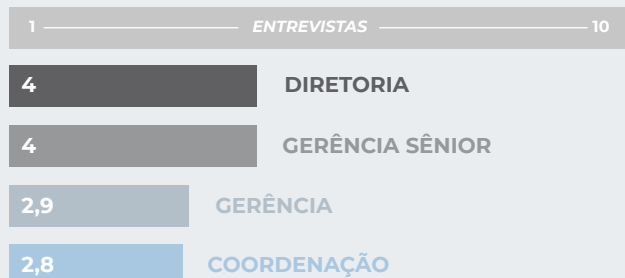 1 ENTREVISTAS 10
4 DIRETORIA
4 GERÊNCIA SÊNIOR
2,9 GERÊNCIA
2,8 COORDENAÇÃO